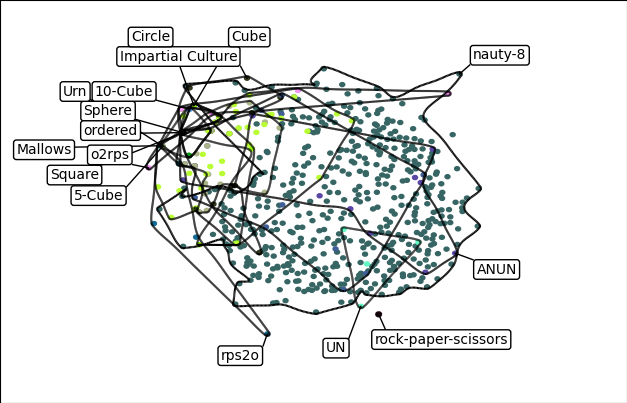 Circle
Cube
Impartial Culture
nauty-8
Urn
10-Cube
Sphere
ordered
Mallows
o2rps
Square
5-Cube
ANUN
UN
rock-paper-scissors
rps2o